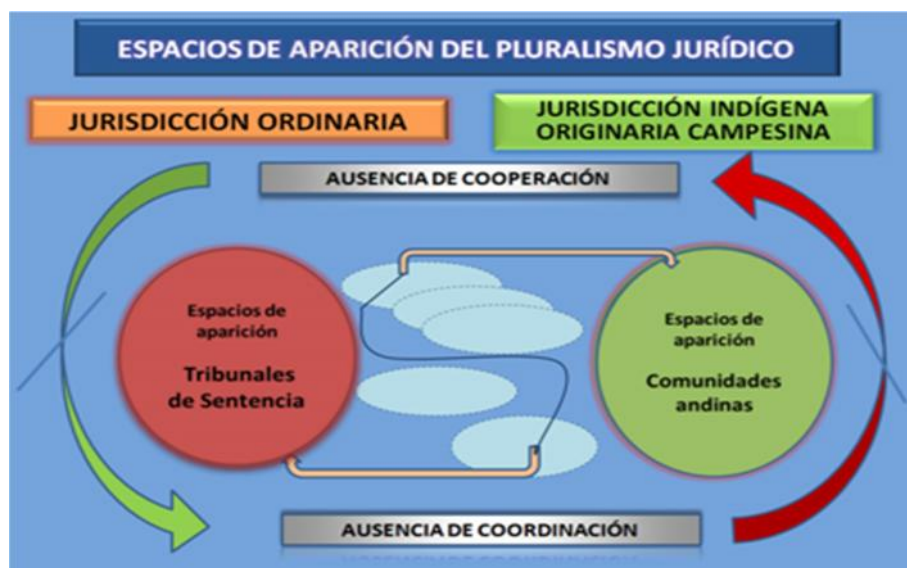 ESPACIOS DE APARICIÓN DEL PLURALISMO JURÍDICO
JURISDICCIÓN ORDINARIA
JURISDICCIÓN INDÍGENA
ORIGINARIA CAMPESINA
AUSENCIA DE COOPERACIÓN
Espacios de
aparición
Tribunales
de Sentencia
Espacios de
aparición
Comunidades
andinas
AUSENCIA DE COORDINACIÓN